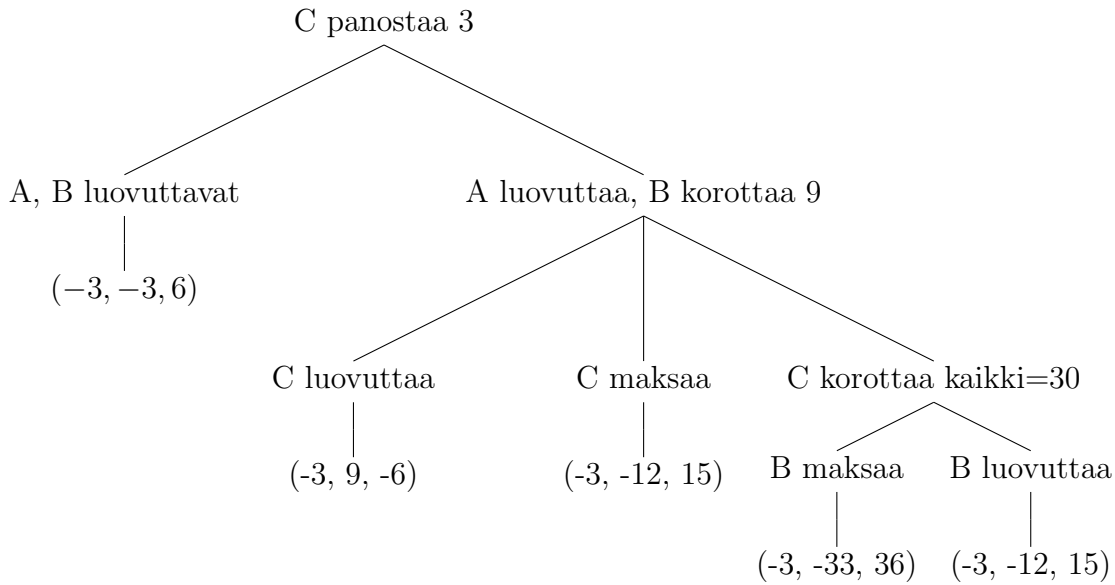 C panostaa 3
A, B luovuttavat
A luovuttaa, B korottaa 9
(−3, −3, 6)
C luovuttaa
C maksaa
C korottaa kaikki=30
(-3, 9, -6)
(-3, -12, 15)
B maksaa
B luovuttaa
(-3, -33, 36)
(-3, -12, 15)